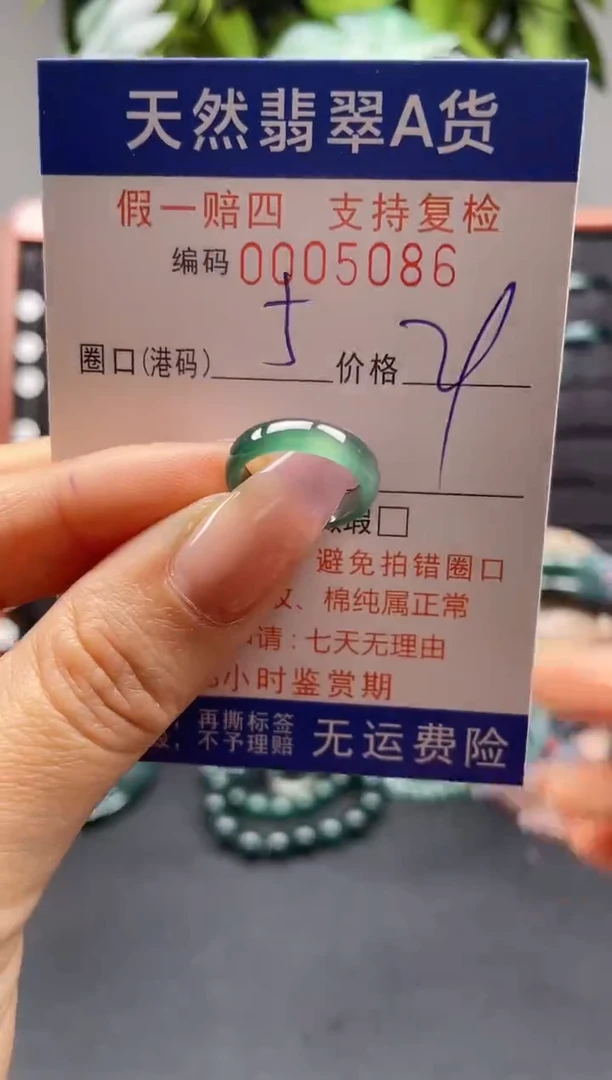 天然翡翠A货
假一赔四 支持复检
编码 0005086
圈口(港码) 价格
瑕□
避免拍错圈口
、棉纯属正常
请:七天无理由
小时鉴赏期
再撕标签
不予理赔 无运费险